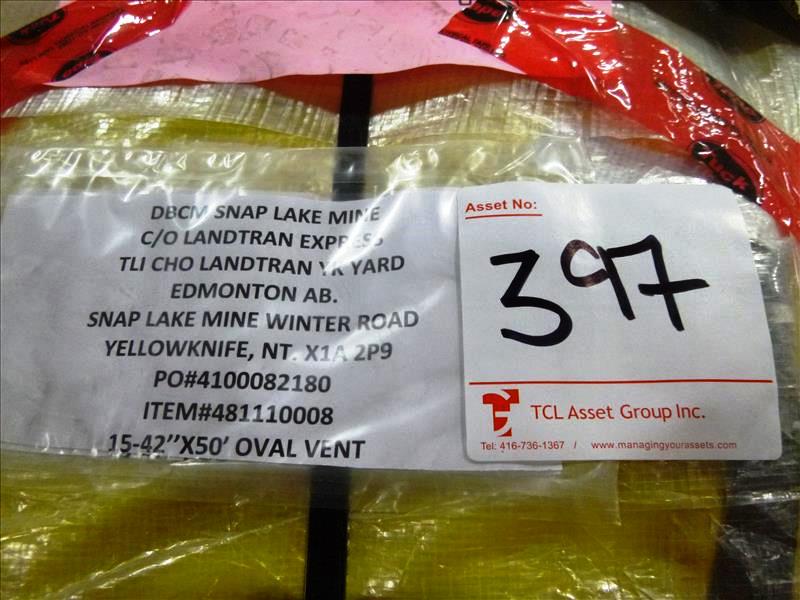 DBCM SNAP LAKE MINE
C/O LANDTRAN EXPRESS
TLI CHO LANDTRAN YK YARD
EDMONTON AB.
SNAP LAKE MINE WINTER ROAD
YELLOWKNIFE, NT. X1A 2P9
PO#4100082180
ITEM#481110008
15-42”X50’ OVAL VENT
Asset No:
397
TCL Asset Group Inc.
Tel: 416-736-1367 / www.managingyourassets.com